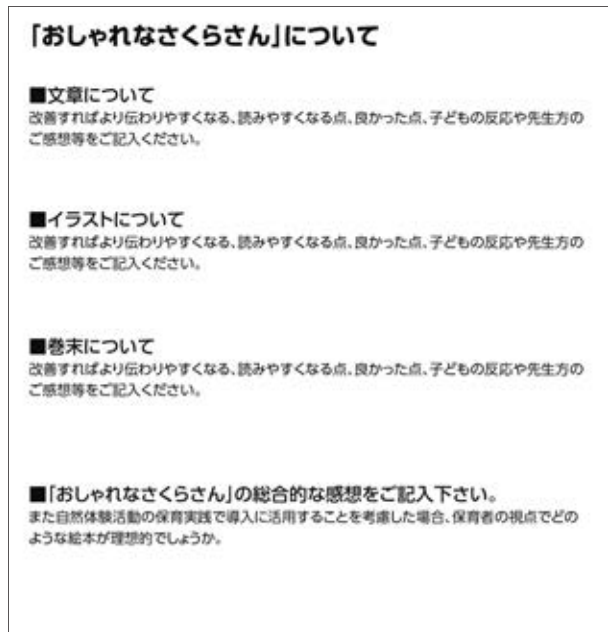 「おしゃれなさくらさん」について
■文章について
改善すればより伝わりやすくなる、読みやすくなる点、良かった点、子どもの反応や先生方の
ご感想等をご記入ください。
■イラストについて
改善すればより伝わりやすくなる、読みやすくなる点、良かった点、子どもの反応や先生方の
ご感想等をご記入ください。
■巻末について
改善すればより伝わりやすくなる、読みやすくなる点、良かった点、子どもの反応や先生方の
ご感想等をご記入ください。
■「おしゃれなさくらさん」の総合的な感想をご記入下さい。
また自然体験活動の保育実践で導入に活用することを考慮した場合、保育者の視点でどの
ような絵本が理想的でしょうか。